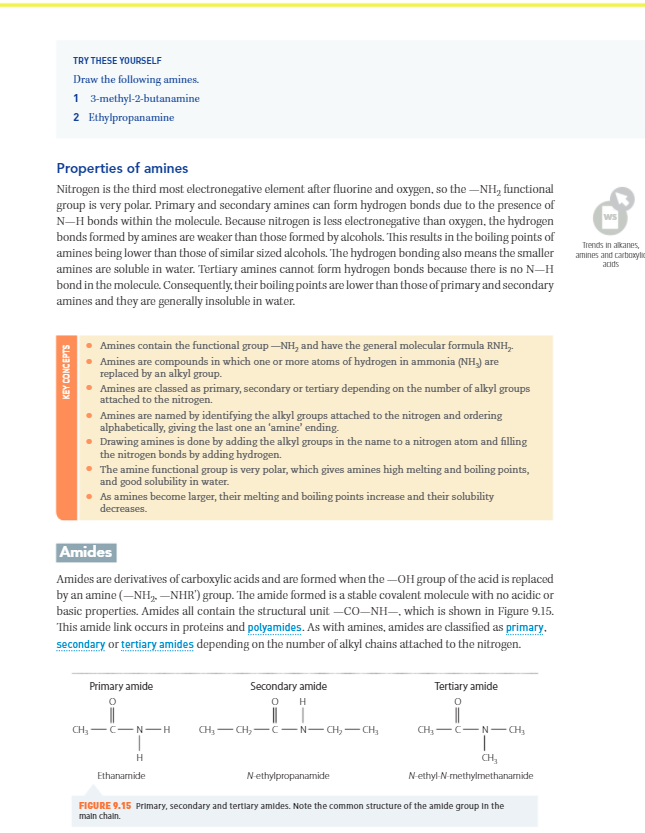 TRY THESE YOURSELF
Draw the following amines.
1 3-methyl-2-butanamine
2 Ethylpropanamine
Properties of amines
Nitrogen is the third most electronegative element after fluorine and oxygen, so the —NH₂ functional
group is very polar. Primary and secondary amines can form hydrogen bonds due to the presence of
N—H bonds within the molecule. Because nitrogen is less electronegative than oxygen, the hydrogen
bonds formed by amines are weaker than those formed by alcohols. This results in the boiling points of
amines being lower than those of similar sized alcohols. The hydrogen bonding also means the smaller
amines are soluble in water. Tertiary amines cannot form hydrogen bonds because there is no N—H
bond in the molecule. Consequently, their boiling points are lower than those of primary and secondary
amines and they are generally insoluble in water.
WS
Trends in alkanes,
amines and carboxylic
acids
KEY CONCEPTS
• Amines contain the functional group —NH₂ and have the general molecular formula RNH₂.
• Amines are compounds in which one or more atoms of hydrogen in ammonia (NH₃) are
replaced by an alkyl group.
• Amines are classed as primary, secondary or tertiary depending on the number of alkyl groups
attached to the nitrogen.
• Amines are named by identifying the alkyl groups attached to the nitrogen and ordering
alphabetically, giving the last one an 'amine' ending.
• Drawing amines is done by adding the alkyl groups in the name to a nitrogen atom and filling
the nitrogen bonds by adding hydrogen.
• The amine functional group is very polar, which gives amines high melting and boiling points,
and good solubility in water.
• As amines become larger, their melting and boiling points increase and their solubility
decreases.
Amides
Amides are derivatives of carboxylic acids and are formed when the —OH group of the acid is replaced
by an amine (—NH₂, —NHR') group. The amide formed is a stable covalent molecule with no acidic or
basic properties. Amides all contain the structural unit —CO—NH—, which is shown in Figure 9.15.
This amide link occurs in proteins and polyamides. As with amines, amides are classified as primary,
secondary or tertiary amides depending on the number of alkyl chains attached to the nitrogen.
Primary amide
O
CH₃ — C — N — H
H
Ethanamide
Secondary amide
O H
CH₃ — CH₂ — C — N — CH₂ — CH₃
N-ethylpropanamide
Tertiary amide
O
CH₃ — C — N — CH₃
CH₃
N-ethyl-N-methylmethanamide
FIGURE 9.15 Primary, secondary and tertiary amides. Note the common structure of the amide group in the
main chain.